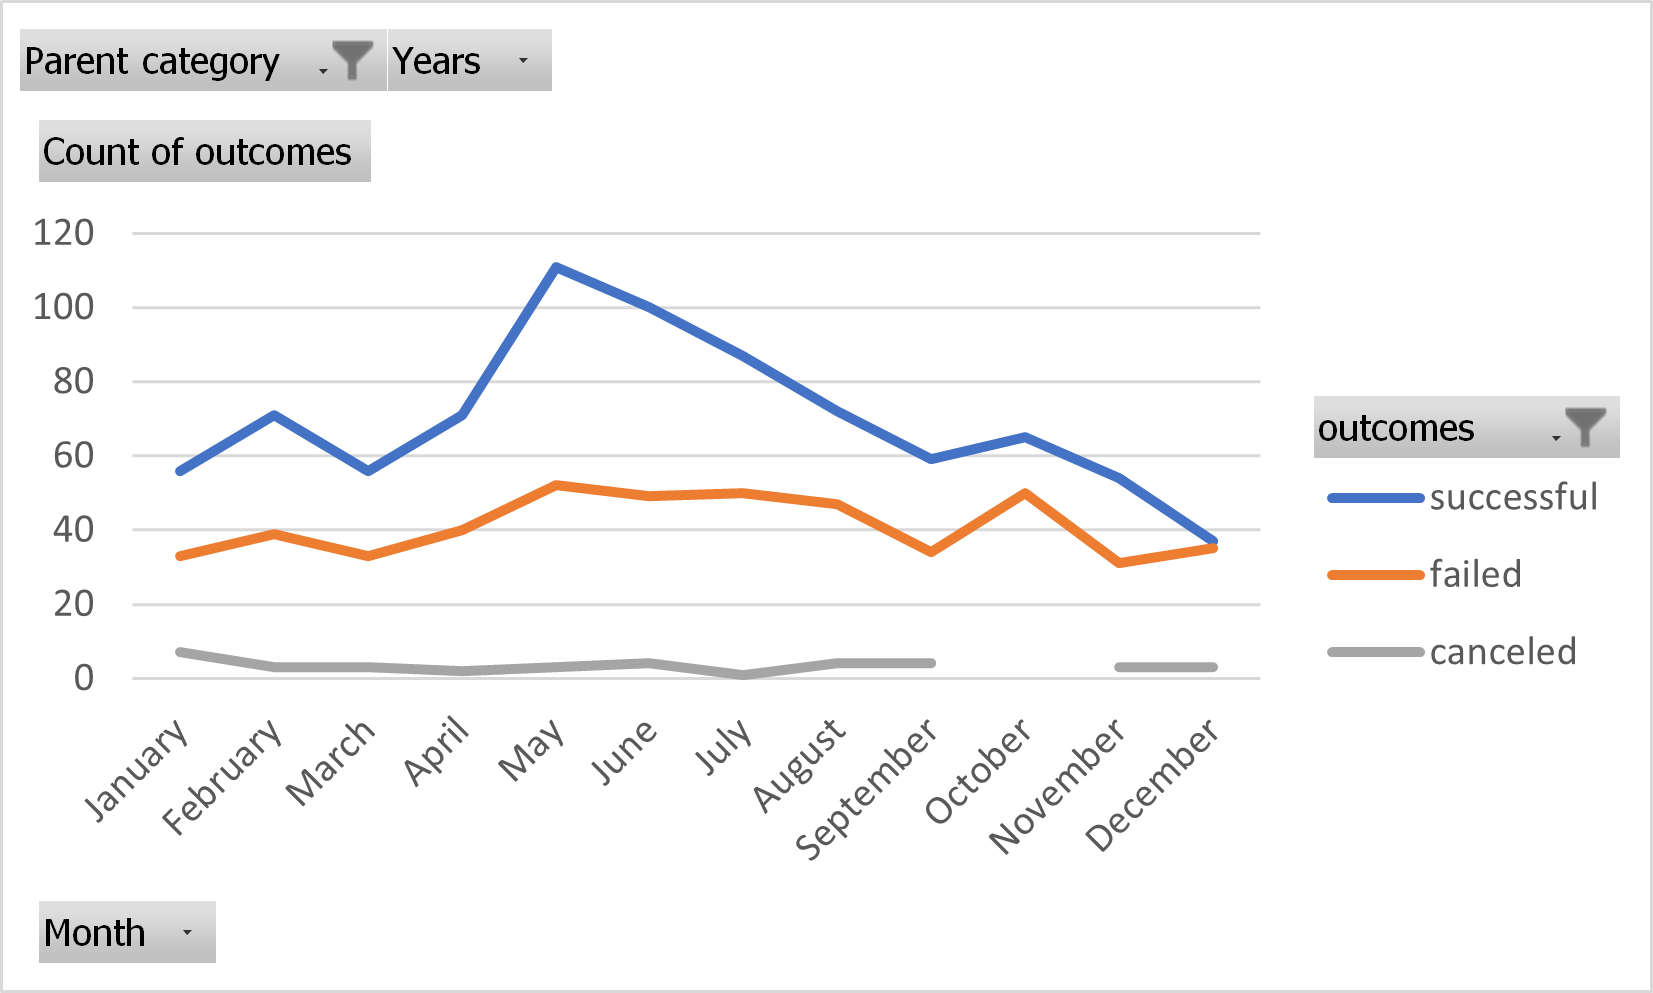 Parent category
Years
Count of outcomes
120
100
80
60
40
20
0
January
February
March
April
May
June
July
August
September
October
November
December
outcomes
successful
failed
canceled
Month